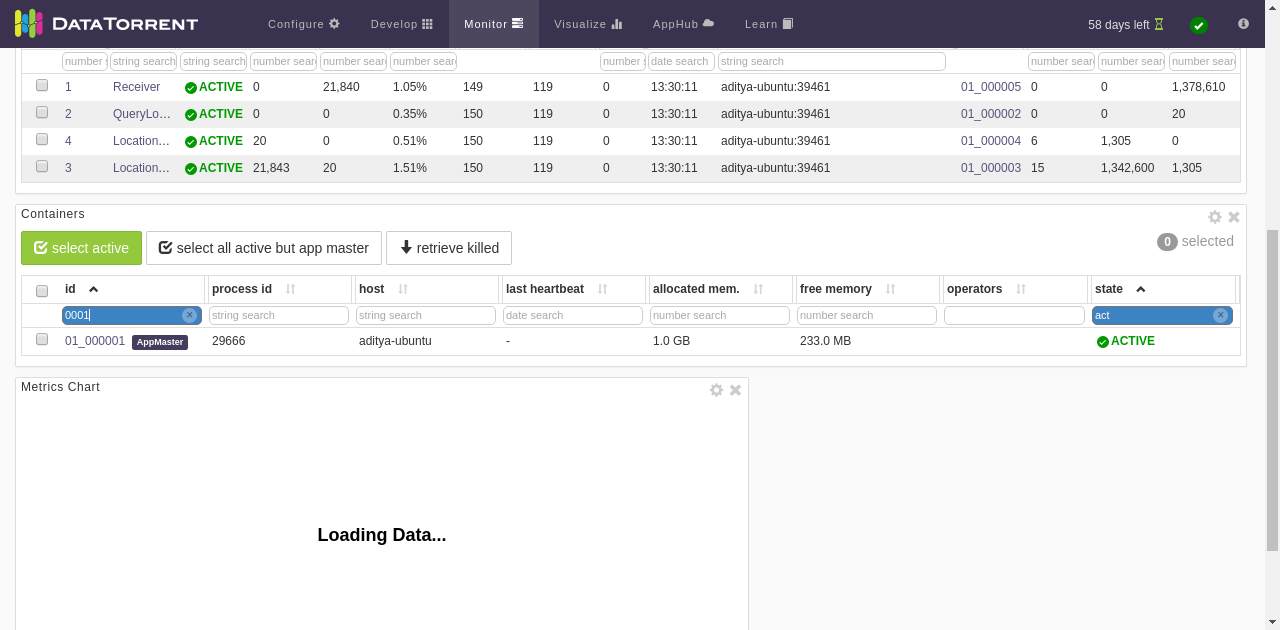 DATATORRENT Configure Develop Monitor Visualize AppHub Learn 58 days left
number s string search string search number sear number sear number sear number s date search string search number sear number sear number sear
1 Receiver ACTIVE 0 21,840 1.05% 149 119 0 13:30:11 aditya-ubuntu:39461 01_000005 0 0 1,378,610
2 QueryLo... ACTIVE 0 0 0.35% 150 119 0 13:30:11 aditya-ubuntu:39461 01_000002 0 0 20
4 Location... ACTIVE 20 0 0.51% 150 119 0 13:30:11 aditya-ubuntu:39461 01_000004 6 1,305 0
3 Location... ACTIVE 21,843 20 1.51% 150 119 0 13:30:11 aditya-ubuntu:39461 01_000003 15 1,342,600 1,305
Containers
select active select all active but app master retrieve killed 0 selected
id process id host last heartbeat allocated mem. free memory operators state
0001 string search string search date search number search number search act
01_000001 AppMaster 29666 aditya-ubuntu - 1.0 GB 233.0 MB ACTIVE
Metrics Chart
Loading Data...